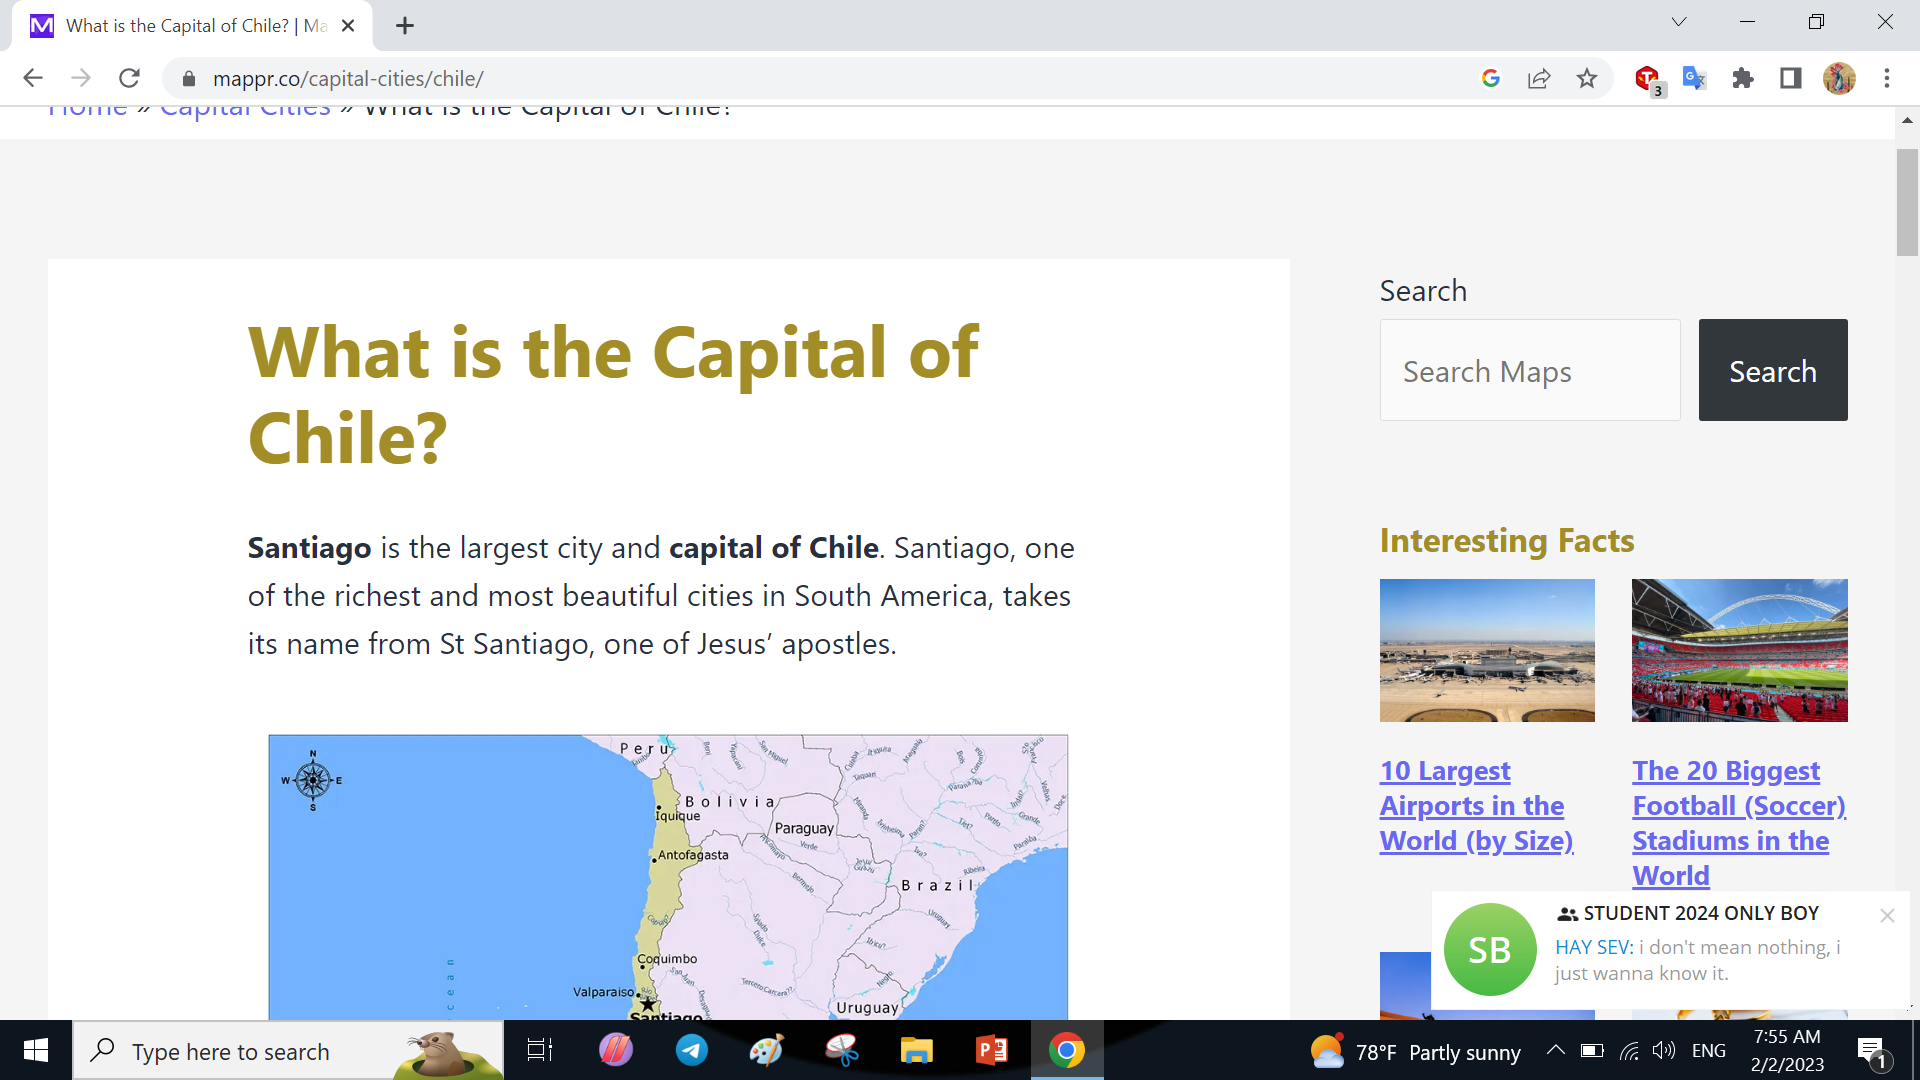 What is the Capital of Chile? | Ma
mappr.co/capital-cities/chile/
3
Home » Capital Cities » What is the Capital of Chile?
What is the Capital of
Chile?
Santiago is the largest city and capital of Chile. Santiago, one
of the richest and most beautiful cities in South America, takes
its name from St Santiago, one of Jesus’ apostles.
N
W
E
S
Peru
Bolivia
Iquique
Paraguay
Antofagasta
Brazil
Coquimbo
Valparaiso
Uruguay
Santiago
Search
Search Maps
Search
Interesting Facts
10 Largest
Airports in the
World (by Size)
The 20 Biggest
Football (Soccer)
Stadiums in the
World
SB
STUDENT 2024 ONLY BOY
HAY SEV: i don't mean nothing, i
just wanna know it.
Type here to search
78°F Partly sunny
ENG
7:55 AM
2/2/2023
1